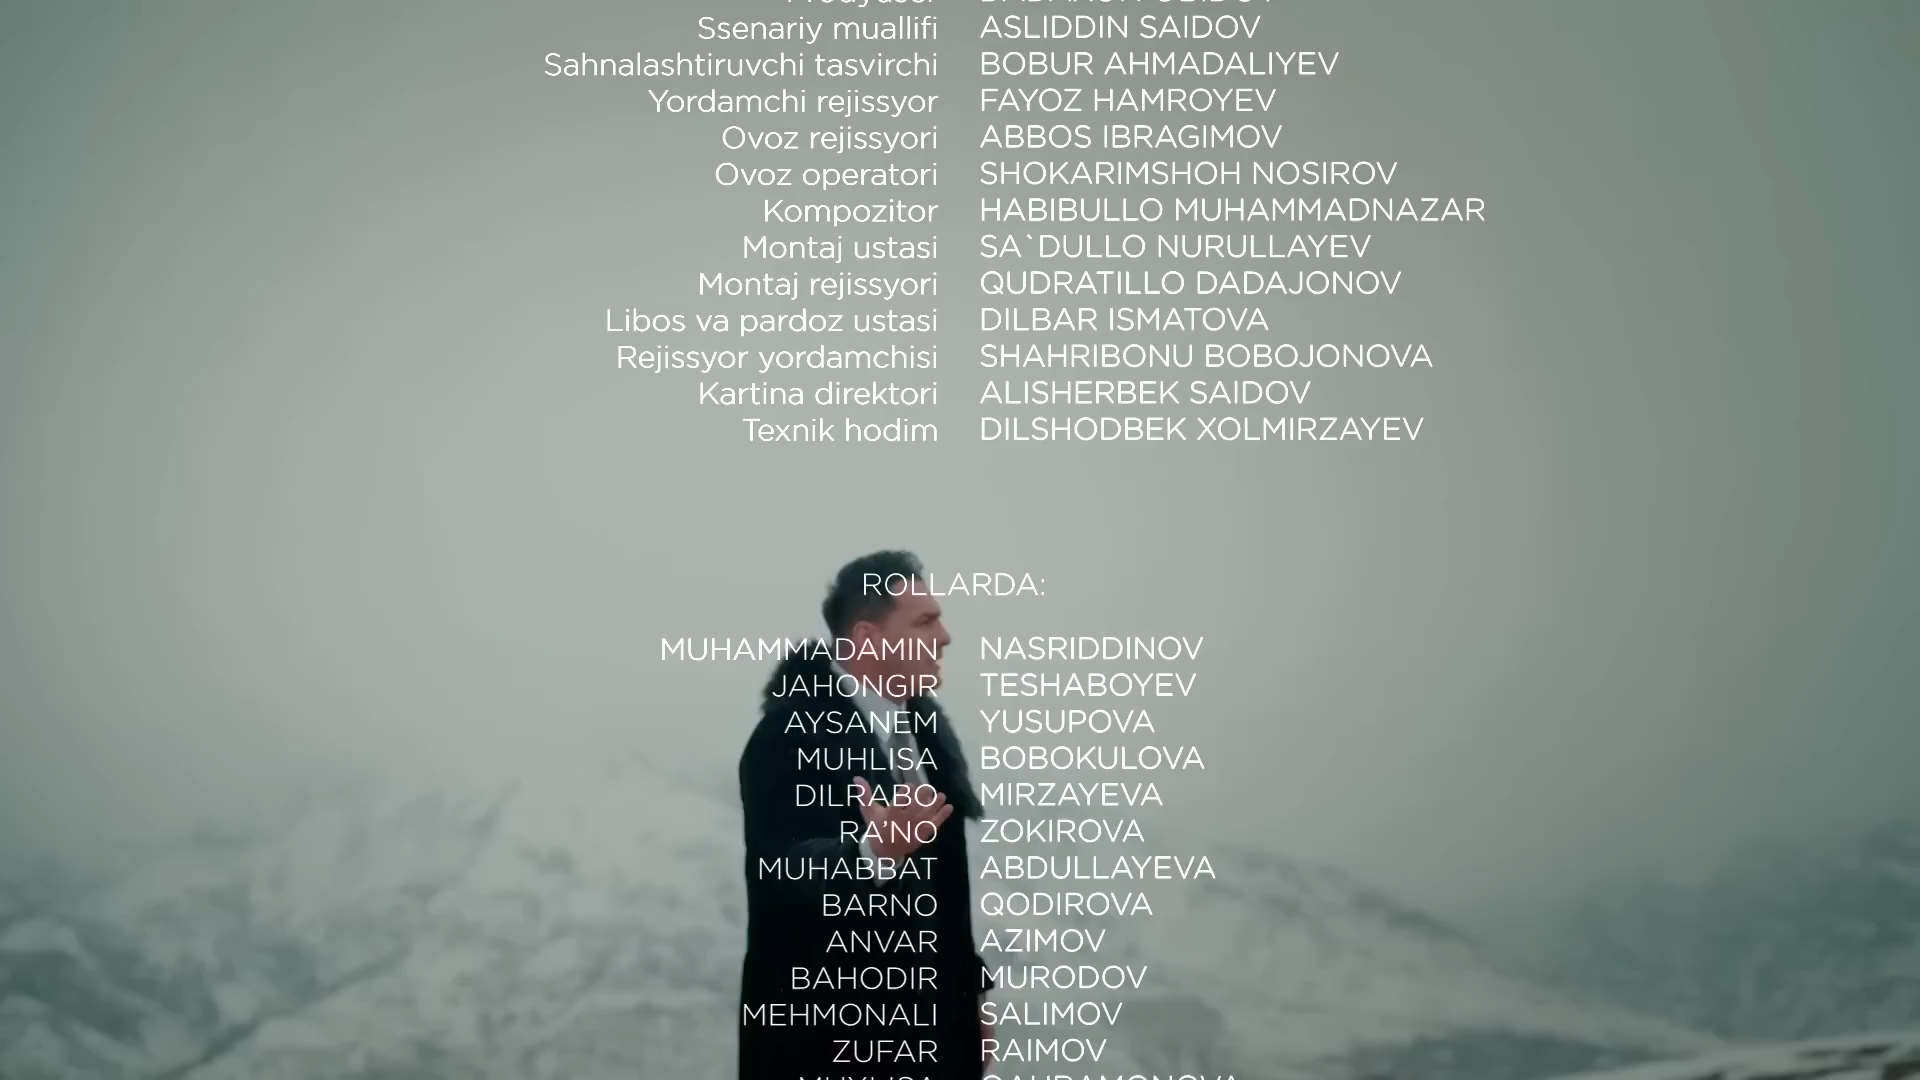 Ssenariy muallifi ASLIDDIN SAIDOV
Sahnalashtiruvchi tasvirchi BOBUR AHMADALIYEV
Yordamchi rejissyor FAYOZ HAMROYEV
Ovoz rejissyori ABBOS IBRAGIMOV
Ovoz operatori SHOKARIMSHOH NOSIROV
Kompozitor HABIBULLO MUHAMMADNAZAR
Montaj ustasi SA`DULLO NURULLAYEV
Montaj rejissyori QUDRATILLO DADAJONOV
Libos va pardoz ustasi DILBAR ISMATOVA
Rejissyor yordamchisi SHAHRIBONU BOBOJONOVA
Kartina direktori ALISHERBEK SAIDOV
Texnik hodim DILSHODBEK XOLMIRZAYEV
ROLLARDA:
MUHAMMADAMIN NASRIDDINOV
JAHONGIR TESHABOYEV
AYSANEM YUSUPOVA
MUHLISA BOBOKULOVA
DILRABO MIRZAYEVA
RA’NO ZOKIROVA
MUHABBAT ABDULLAYEVA
BARNO QODIROVA
ANVAR AZIMOV
BAHODIR MURODOV
MEHMONALI SALIMOV
ZUFAR RAIMOV